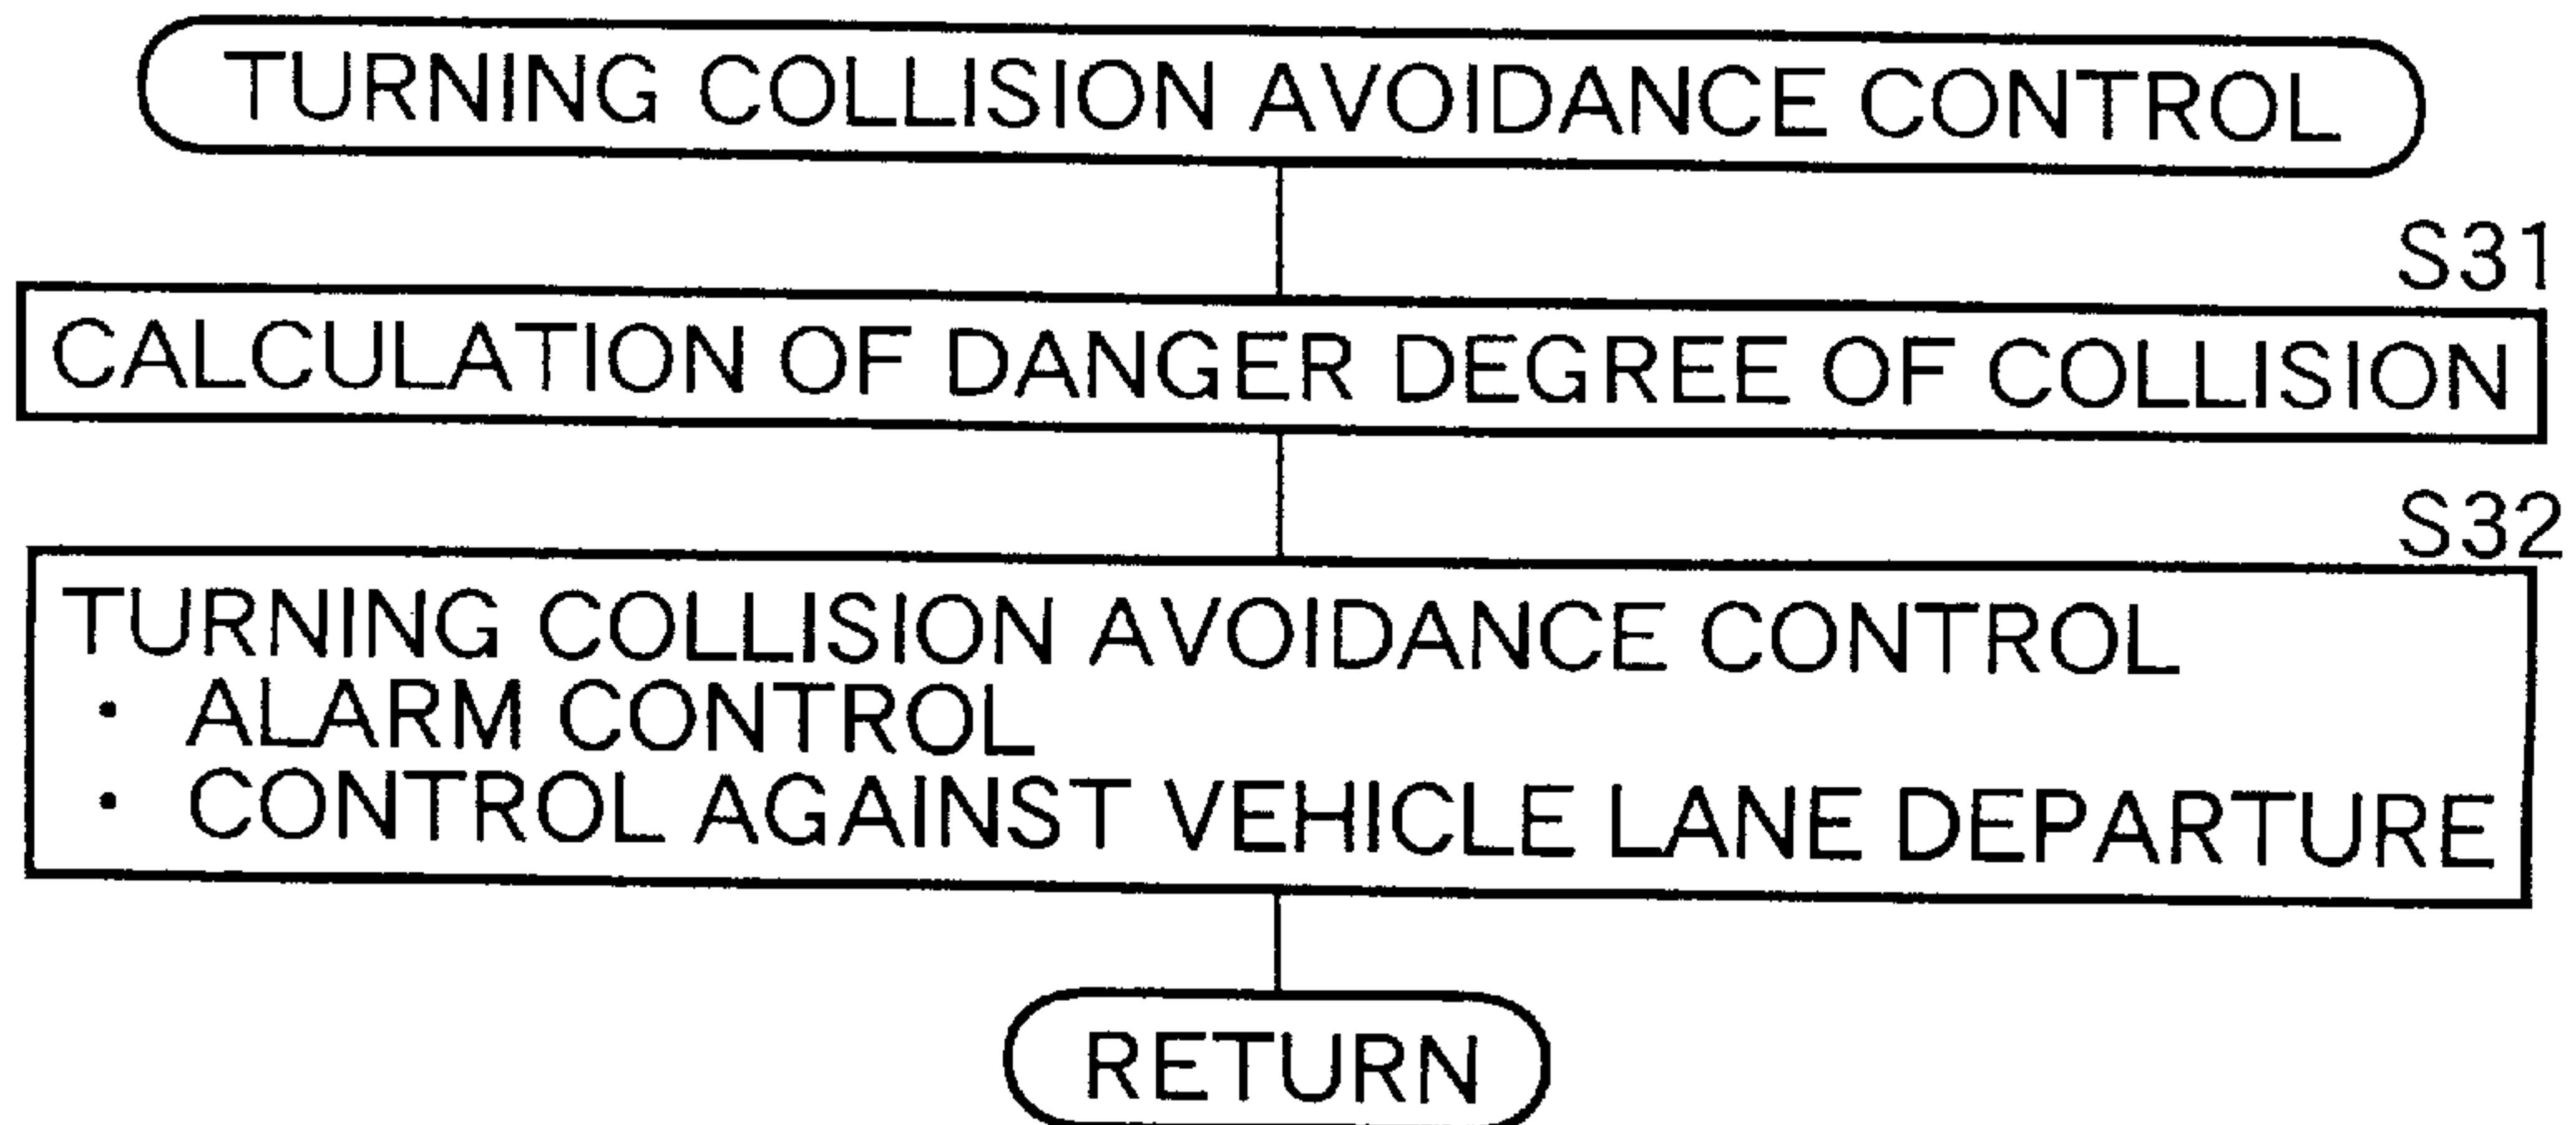 TURNING COLLISION AVOIDANCE CONTROL
S31
CALCULATION OF DANGER DEGREE OF COLLISION
S32
TURNING COLLISION AVOIDANCE CONTROL
· ALARM CONTROL
· CONTROL AGAINST VEHICLE LANE DEPARTURE
RETURN